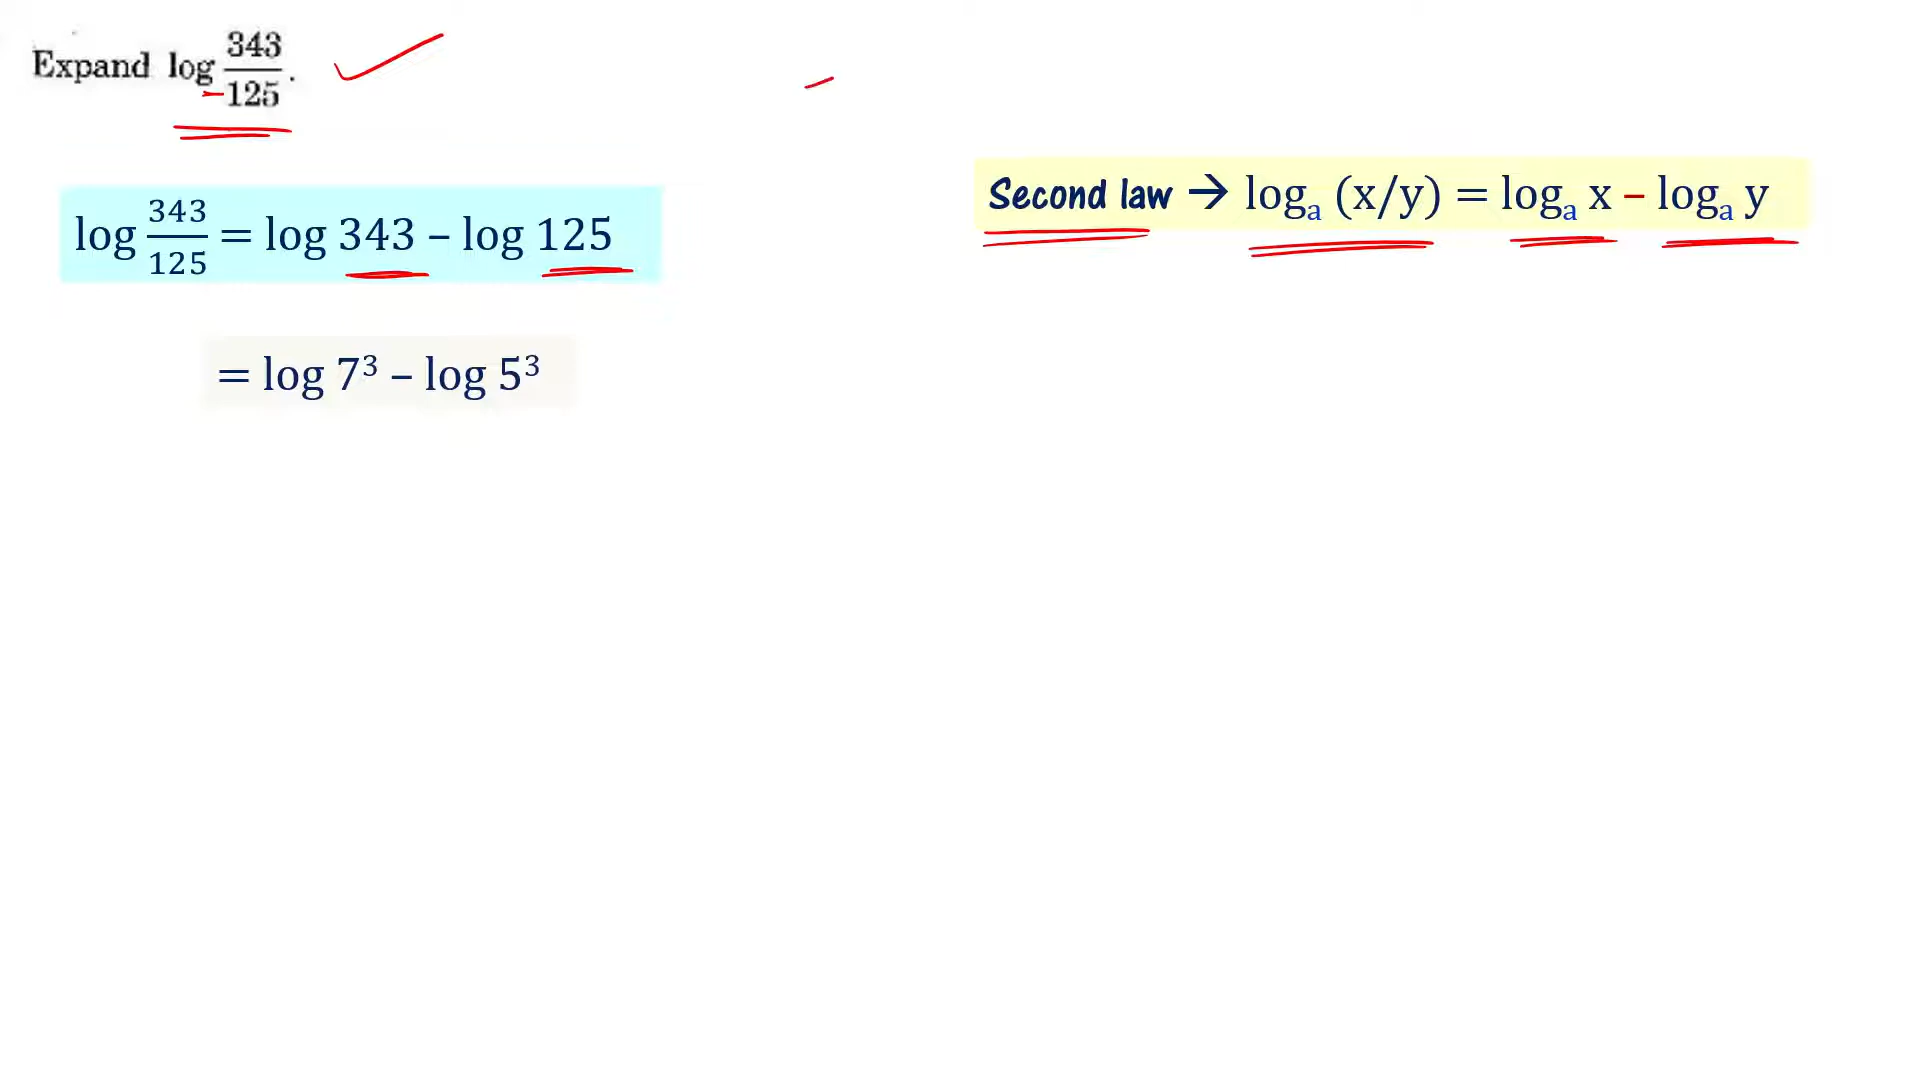 Expand log 343/125.
Second law → logₐ (x/y) = logₐ x – logₐ y
log 343/125 = log 343 – log 125
= log 7³ – log 5³